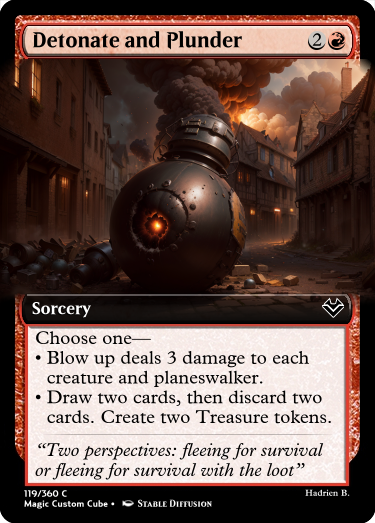 Detonate and Plunder 2
Sorcery
Choose one—
• Blow up deals 3 damage to each
creature and planeswalker.
• Draw two cards, then discard two
cards. Create two Treasure tokens.
“Two perspectives: fleeing for survival
or fleeing for survival with the loot”
119/360 C Hadrien B.
Magic Custom Cube • Stable Diffusion